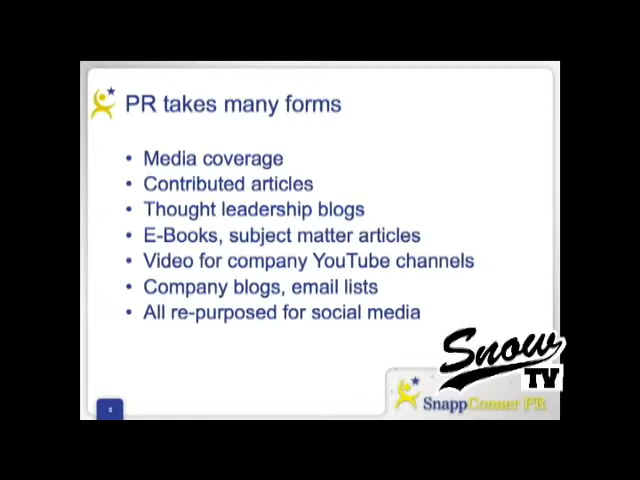 PR takes many forms
• Media coverage
• Contributed articles
• Thought leadership blogs
• E-Books, subject matter articles
• Video for company YouTube channels
• Company blogs, email lists
• All re-purposed for social media
Snow
TV
SnappConner PR